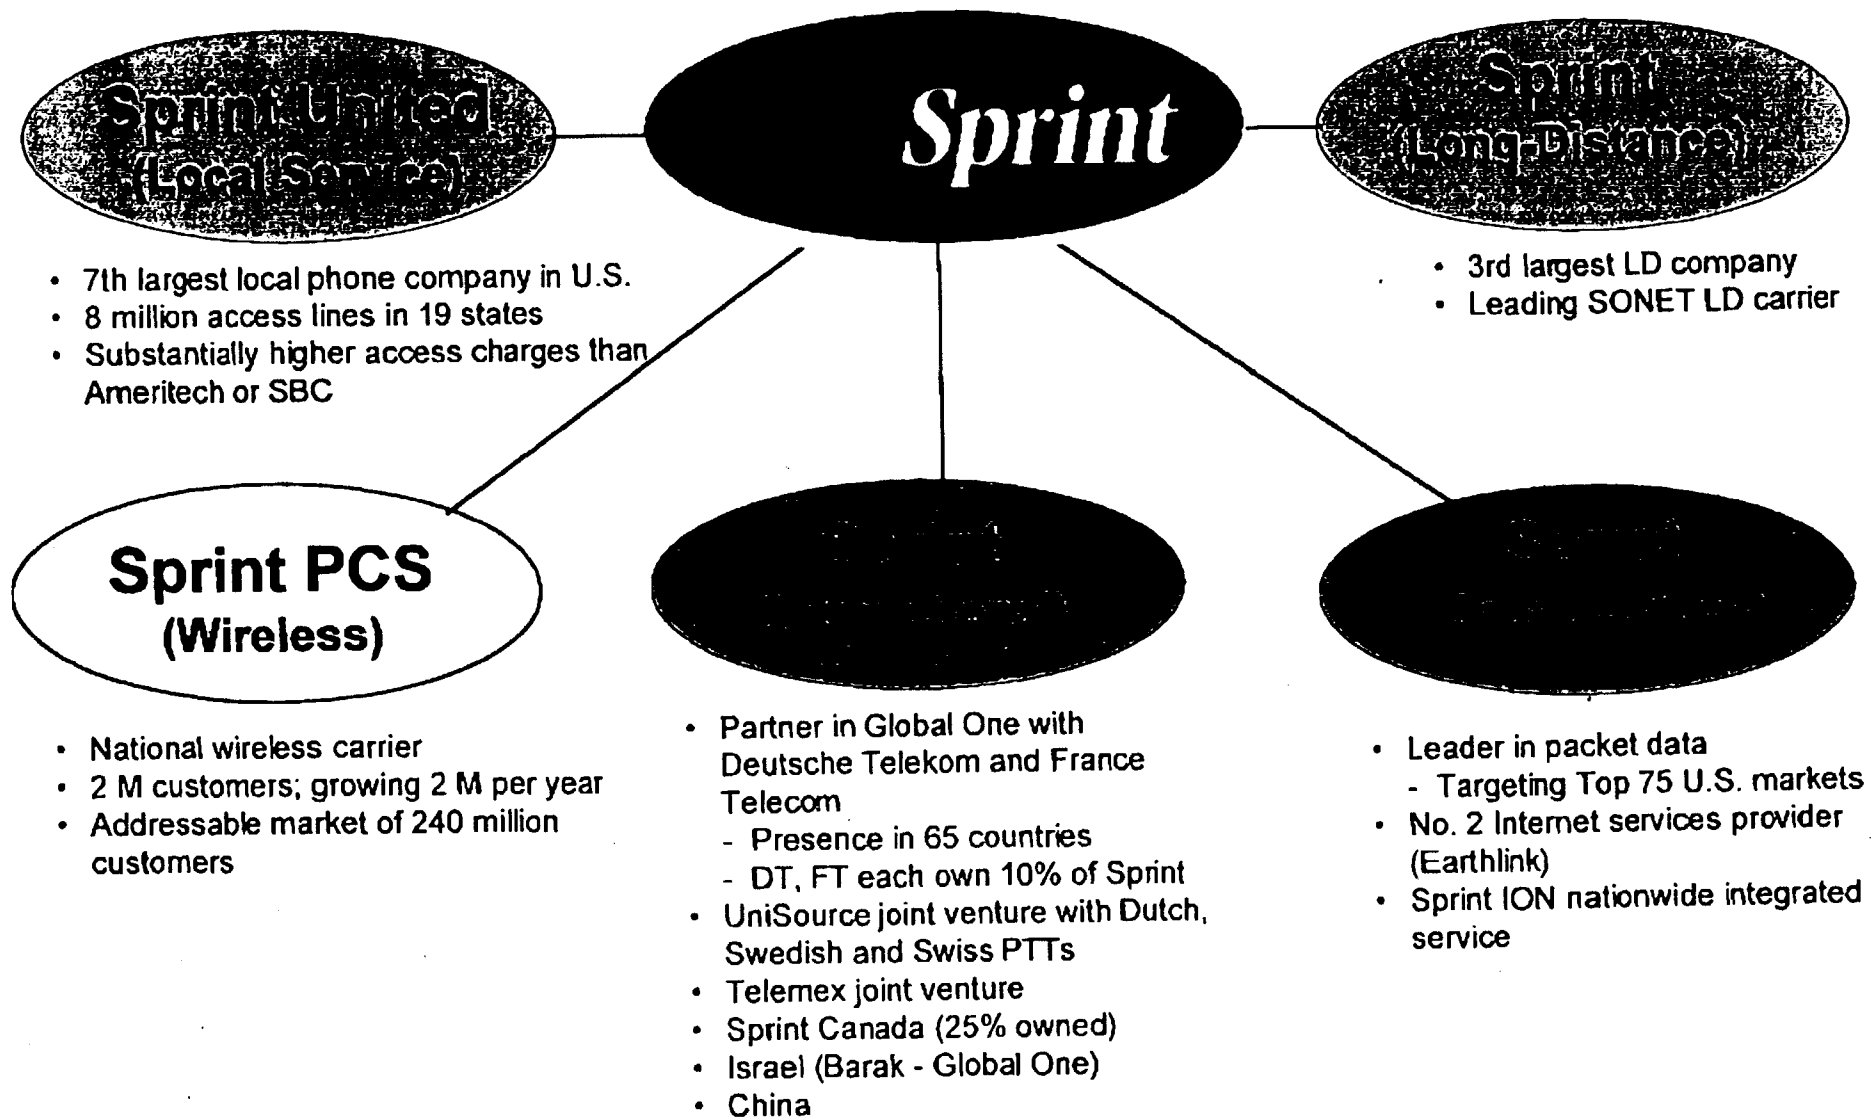 Sprint United
(Local Service)
Sprint
Sprint
(Long-Distance)
• 7th largest local phone company in U.S.
• 8 million access lines in 19 states
• Substantially higher access charges than
Ameritech or SBC
• 3rd largest LD company
• Leading SONET LD carrier
Sprint PCS
(Wireless)
Sprint
Sprint
• National wireless carrier
• 2 M customers; growing 2 M per year
• Addressable market of 240 million
customers
• Partner in Global One with
Deutsche Telekom and France
Telecom
- Presence in 65 countries
- DT, FT each own 10% of Sprint
• UniSource joint venture with Dutch,
Swedish and Swiss PTTs
• Telemex joint venture
• Sprint Canada (25% owned)
• Israel (Barak - Global One)
• China
• Leader in packet data
- Targeting Top 75 U.S. markets
• No. 2 Internet services provider
(Earthlink)
• Sprint ION nationwide integrated
service